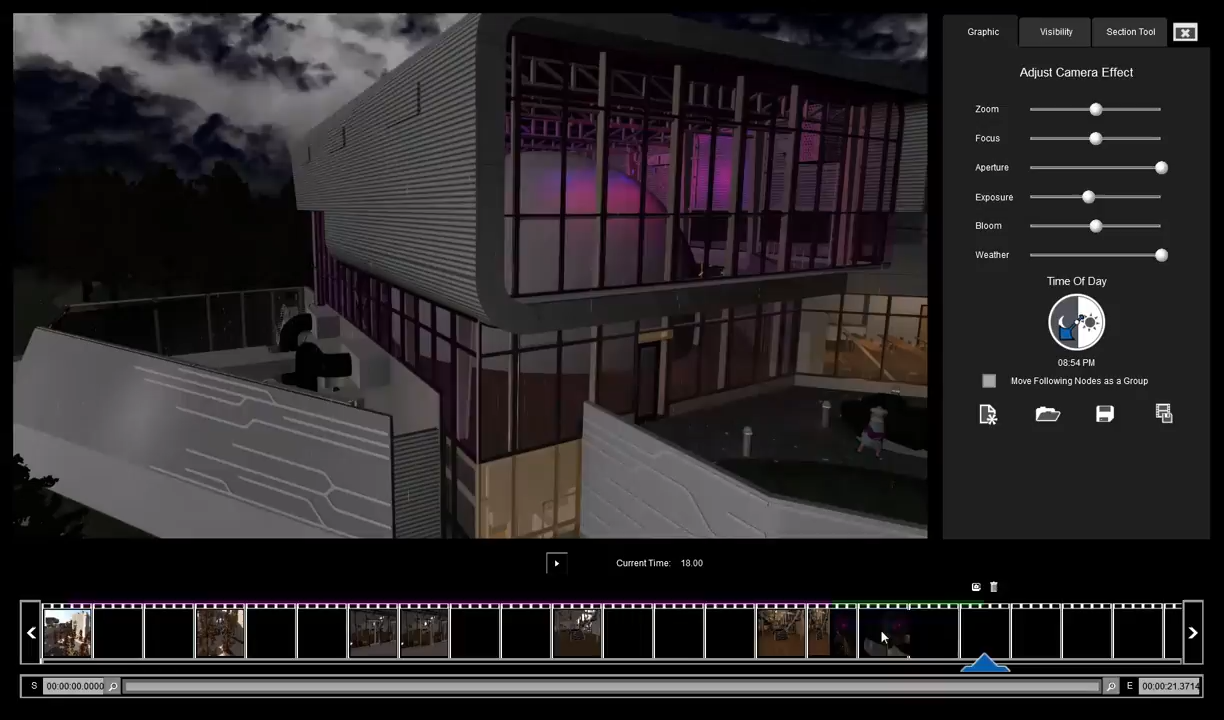 Graphic
Visibility
Section Tool
Adjust Camera Effect
Zoom
Focus
Aperture
Exposure
Bloom
Weather
Time Of Day
08:54 PM
Move Following Nodes as a Group
Current Time: 18.00
S 00:00:00.0000
E 00:00:21.3714